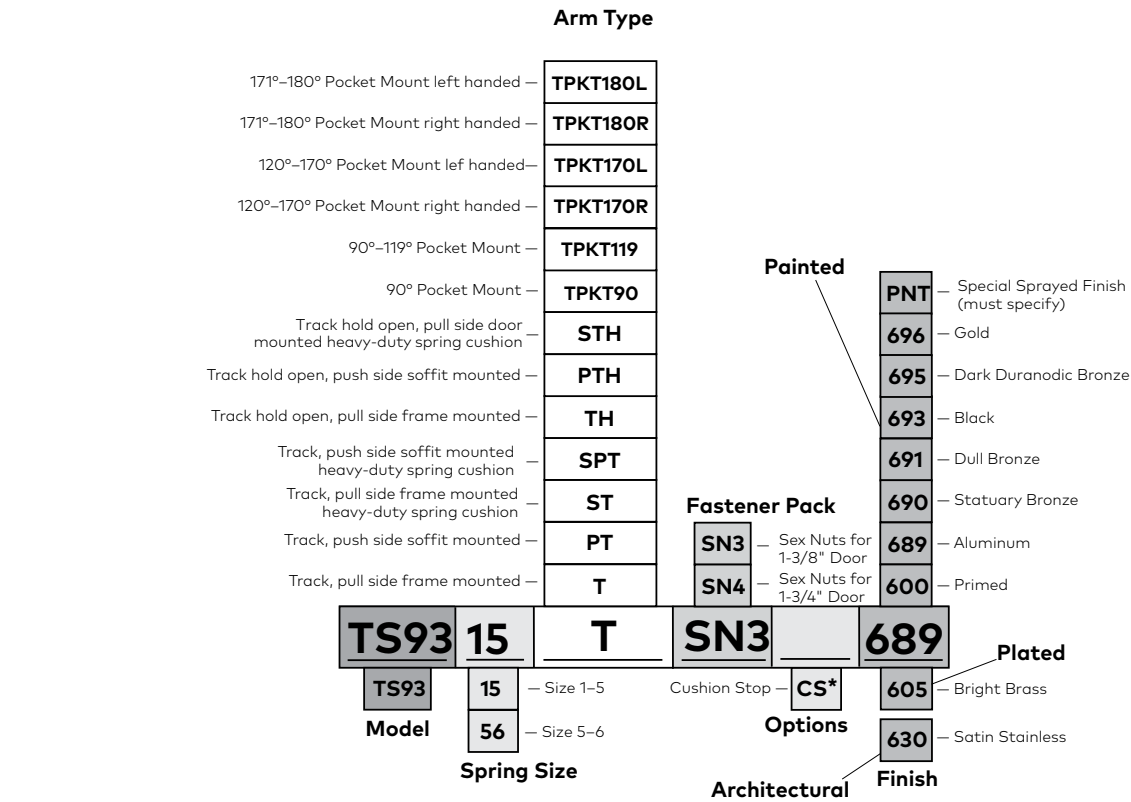 Arm Type
171°–180° Pocket Mount left handed — TPKT180L
171°–180° Pocket Mount right handed — TPKT180R
120°–170° Pocket Mount lef handed— TPKT170L
120°–170° Pocket Mount right handed — TPKT170R
90°–119° Pocket Mount — TPKT119
90° Pocket Mount — TPKT90
Track hold open, pull side door
mounted heavy-duty spring cushion — STH
Track hold open, push side soffit mounted — PTH
Track hold open, pull side frame mounted — TH
Track, push side soffit mounted
heavy-duty spring cushion — SPT
Track, pull side frame mounted
heavy-duty spring cushion — ST
Track, push side soffit mounted — PT
Track, pull side frame mounted — T
Fastener Pack
SN3 — Sex Nuts for
1-3/8" Door
SN4 — Sex Nuts for
1-3/4" Door
Painted
PNT — Special Sprayed Finish
(must specify)
696 — Gold
695 — Dark Duranodic Bronze
693 — Black
691 — Dull Bronze
690 — Statuary Bronze
689 — Aluminum
600 — Primed
TS93 15 T SN3 689
TS93
Model
15 — Size 1–5
56 — Size 5–6
Spring Size
Cushion Stop — CS*
Options
Plated
605 — Bright Brass
630 — Satin Stainless
Architectural
Finish